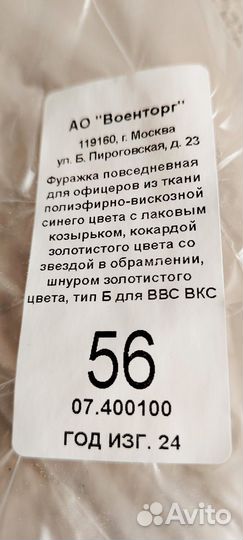 АО "Военторг"
119160, г. Москва
ул. Б. Пироговская, д. 23
Фуражка повседневная
для офицеров из ткани
полиэфирно-вискозной
синего цвета с лаковым
козырьком, кокардой
золотистого цвета со
звездой в обрамлении,
шнуром золотистого
цвета, тип Б для ВВС ВКС
56
07.400100
ГОД ИЗГ. 24
Avito